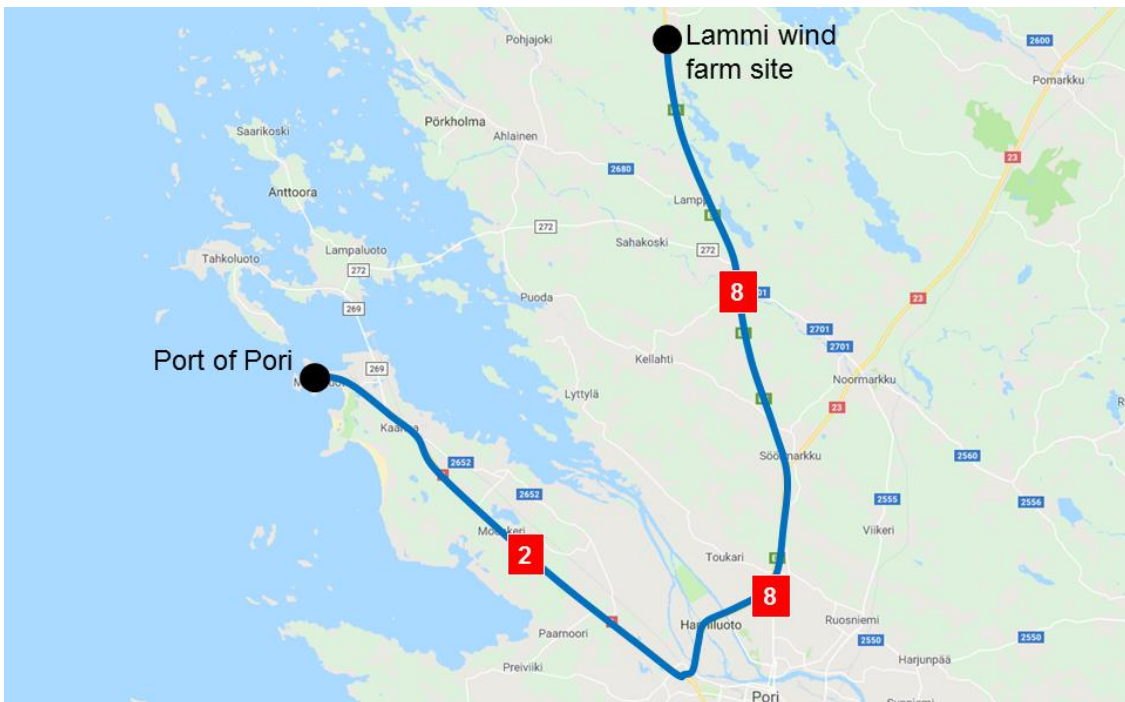 Lammi wind
farm site
Pohjajoki
2600
Pomarkku
Pörkholma
Saarikoski
Ahlainen
23
2680
Anttoora
272
Sahakoski
272
Lampaluoto
Tahkoluoto
272
8
2701
Puoda
23
269
2701
Port of Pori
Keilahti
269
Noormarkku
Lyttylä
23
2652
2560
2652
2555
2556
Viikeri
2
Toukari
8
Ruosniemi
Paarnoori
2550
2550
Harjunpää
Preiviiki
Pori